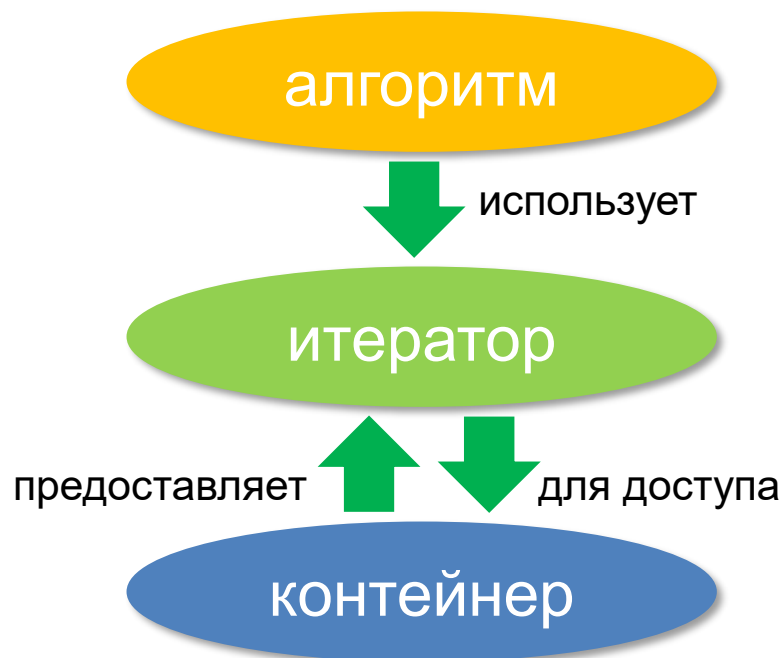 алгоритм
использует
итератор
предоставляет
для доступа
контейнер